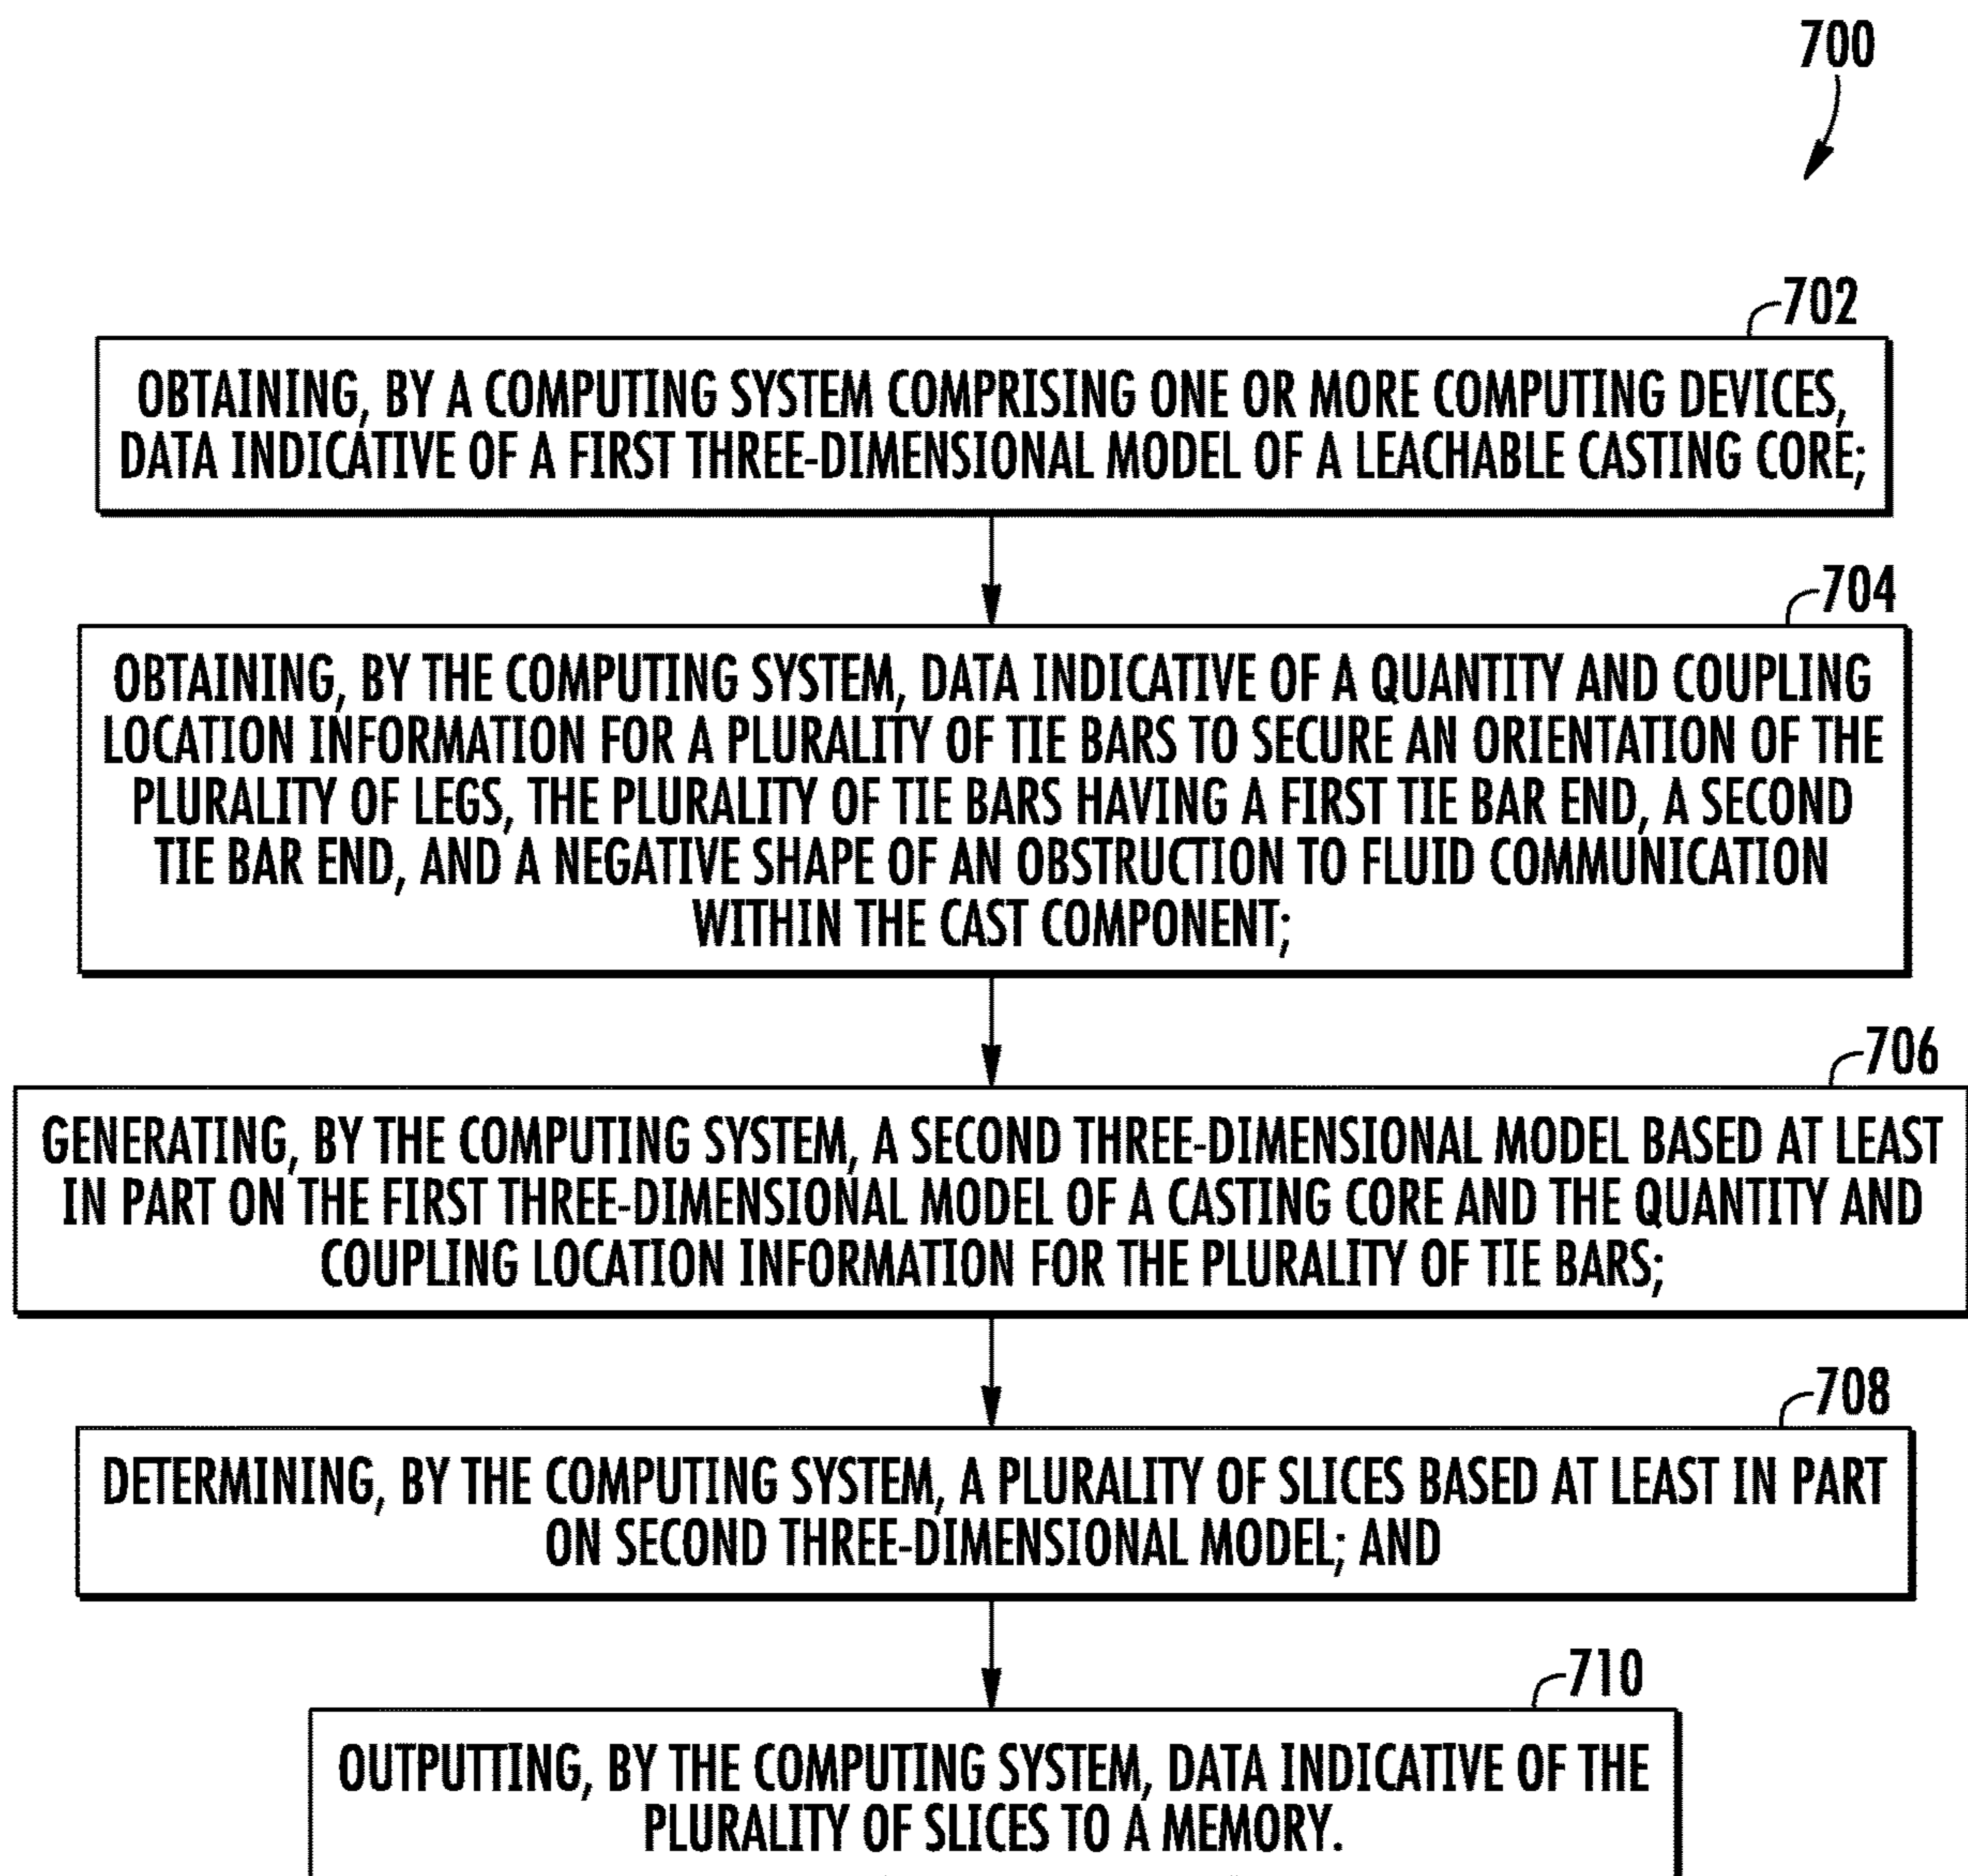 700
702
OBTAINING, BY A COMPUTING SYSTEM COMPRISING ONE OR MORE COMPUTING DEVICES,
DATA INDICATIVE OF A FIRST THREE-DIMENSIONAL MODEL OF A LEACHABLE CASTING CORE;
704
OBTAINING, BY THE COMPUTING SYSTEM, DATA INDICATIVE OF A QUANTITY AND COUPLING
LOCATION INFORMATION FOR A PLURALITY OF TIE BARS TO SECURE AN ORIENTATION OF THE
PLURALITY OF LEGS, THE PLURALITY OF TIE BARS HAVING A FIRST TIE BAR END, A SECOND
TIE BAR END, AND A NEGATIVE SHAPE OF AN OBSTRUCTION TO FLUID COMMUNICATION
WITHIN THE CAST COMPONENT;
706
GENERATING, BY THE COMPUTING SYSTEM, A SECOND THREE-DIMENSIONAL MODEL BASED AT LEAST
IN PART ON THE FIRST THREE-DIMENSIONAL MODEL OF A CASTING CORE AND THE QUANTITY AND
COUPLING LOCATION INFORMATION FOR THE PLURALITY OF TIE BARS;
708
DETERMINING, BY THE COMPUTING SYSTEM, A PLURALITY OF SLICES BASED AT LEAST IN PART
ON SECOND THREE-DIMENSIONAL MODEL; AND
710
OUTPUTTING, BY THE COMPUTING SYSTEM, DATA INDICATIVE OF THE
PLURALITY OF SLICES TO A MEMORY.